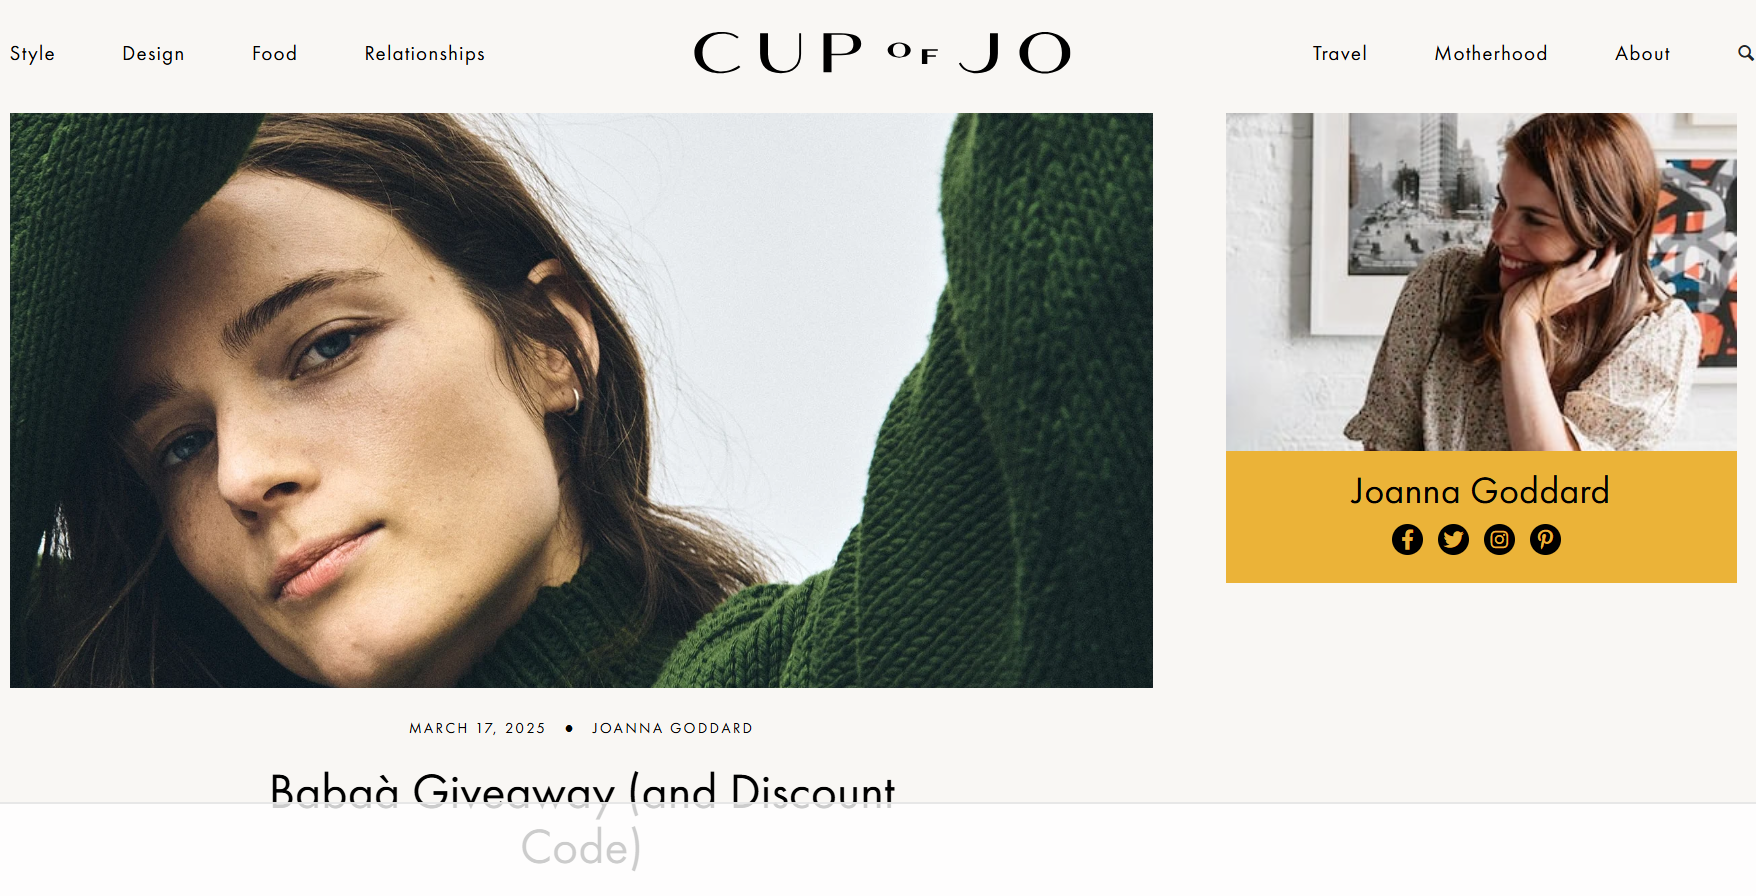 Style
Design
Food
Relationships
CUP OF JO
Travel
Motherhood
About
Joanna Goddard
MARCH 17, 2025 • JOANNA GODDARD
Babaà Giveaway (and Discount
Code)